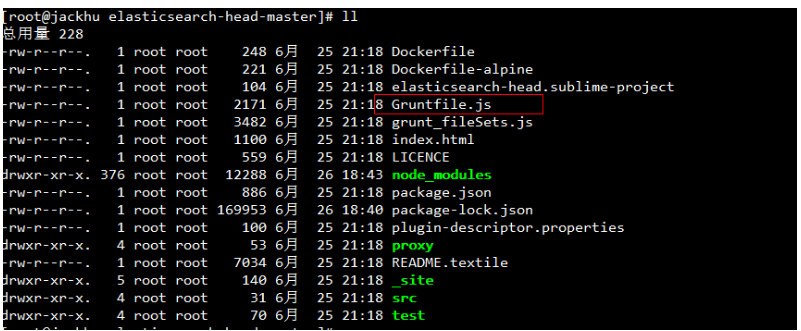 [root@jackhu elasticsearch-head-master]# ll
总用量 228
-rw-r--r--. 1 root root 248 6月 25 21:18 Dockerfile
-rw-r--r--. 1 root root 221 6月 25 21:18 Dockerfile-alpine
-rw-r--r--. 1 root root 104 6月 25 21:18 elasticsearch-head.sublime-project
-rw-r--r--. 1 root root 2171 6月 25 21:18 Gruntfile.js
-rw-r--r--. 1 root root 3482 6月 25 21:18 grunt_fileSets.js
-rw-r--r--. 1 root root 1100 6月 25 21:18 index.html
-rw-r--r--. 1 root root 559 6月 25 21:18 LICENCE
drwxr-xr-x. 376 root root 12288 6月 26 18:43 node_modules
-rw-r--r--. 1 root root 886 6月 25 21:18 package.json
-rw-r--r--. 1 root root 169953 6月 26 18:40 package-lock.json
-rw-r--r--. 1 root root 100 6月 25 21:18 plugin-descriptor.properties
drwxr-xr-x. 4 root root 53 6月 25 21:18 proxy
-rw-r--r--. 1 root root 7034 6月 25 21:18 README.textile
drwxr-xr-x. 5 root root 140 6月 25 21:18 _site
drwxr-xr-x. 4 root root 31 6月 25 21:18 src
drwxr-xr-x. 4 root root 70 6月 25 21:18 test